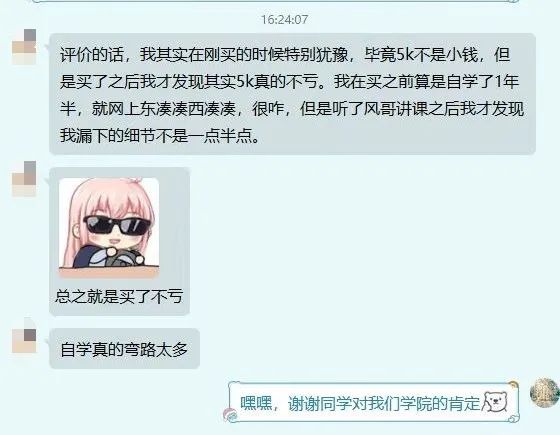 16:24:07
评价的话，我其实在刚买的时候特别犹豫，毕竟5k不是小钱，但
是买了之后我才发现其实5k真的不亏。我在买之前算是自学了1年
半，就网上东凑凑西凑凑，很咋，但是听了风哥讲课之后我才发现
我漏下的细节不是一点半点。
总之就是买了不亏
自学真的弯路太多
嘿嘿，谢谢同学对我们学院的肯定